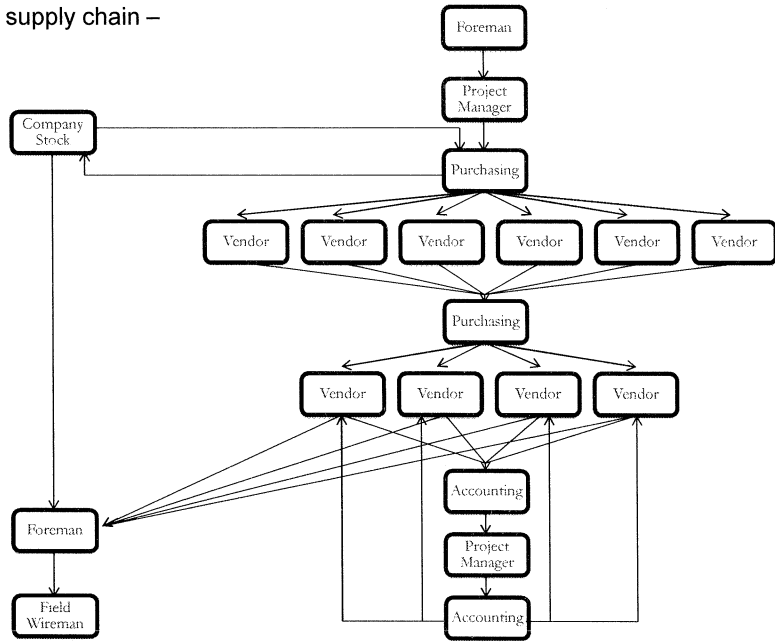 supply chain –
Foreman
Project
Manager
Company
Stock
Purchasing
Vendor
Vendor
Vendor
Vendor
Vendor
Vendor
Purchasing
Vendor
Vendor
Vendor
Vendor
Accounting
Foreman
Project
Manager
Field
Wireman
Accounting